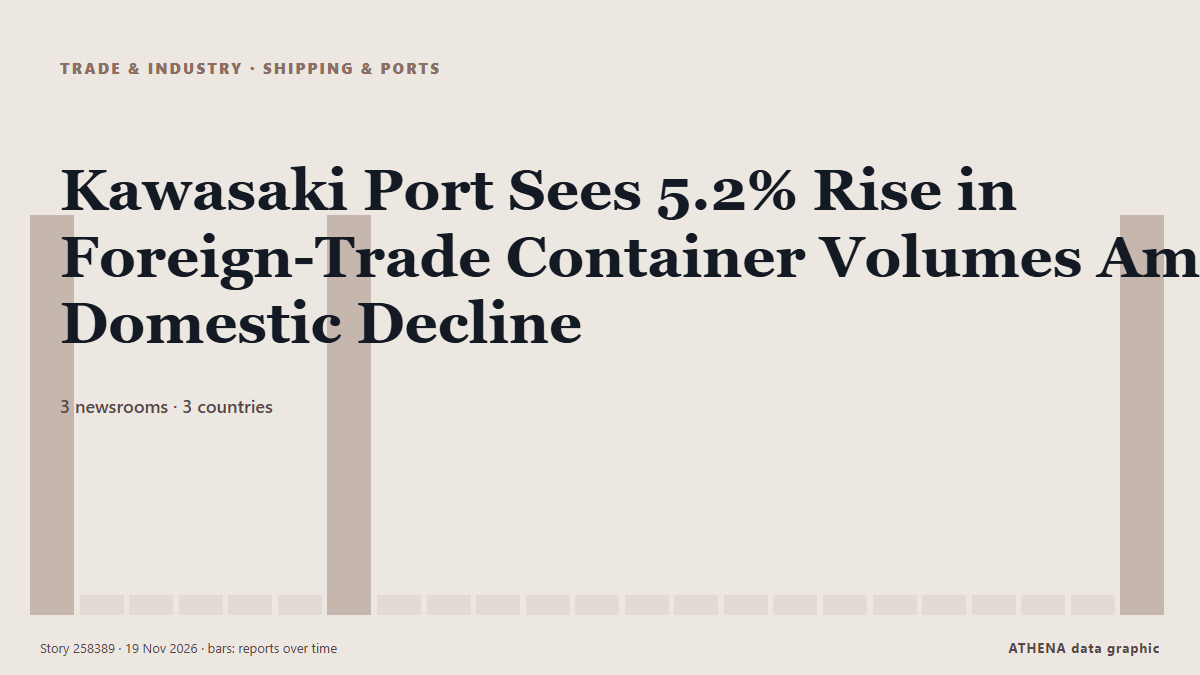 TRADE & INDUSTRY · SHIPPING & PORTS
Kawasaki Port Sees 5.2% Rise in
Foreign-Trade Container Volumes Am
Domestic Decline
3 newsrooms · 3 countries
Story 258389 · 19 Nov 2026 · bars: reports over time
ATHENA data graphic